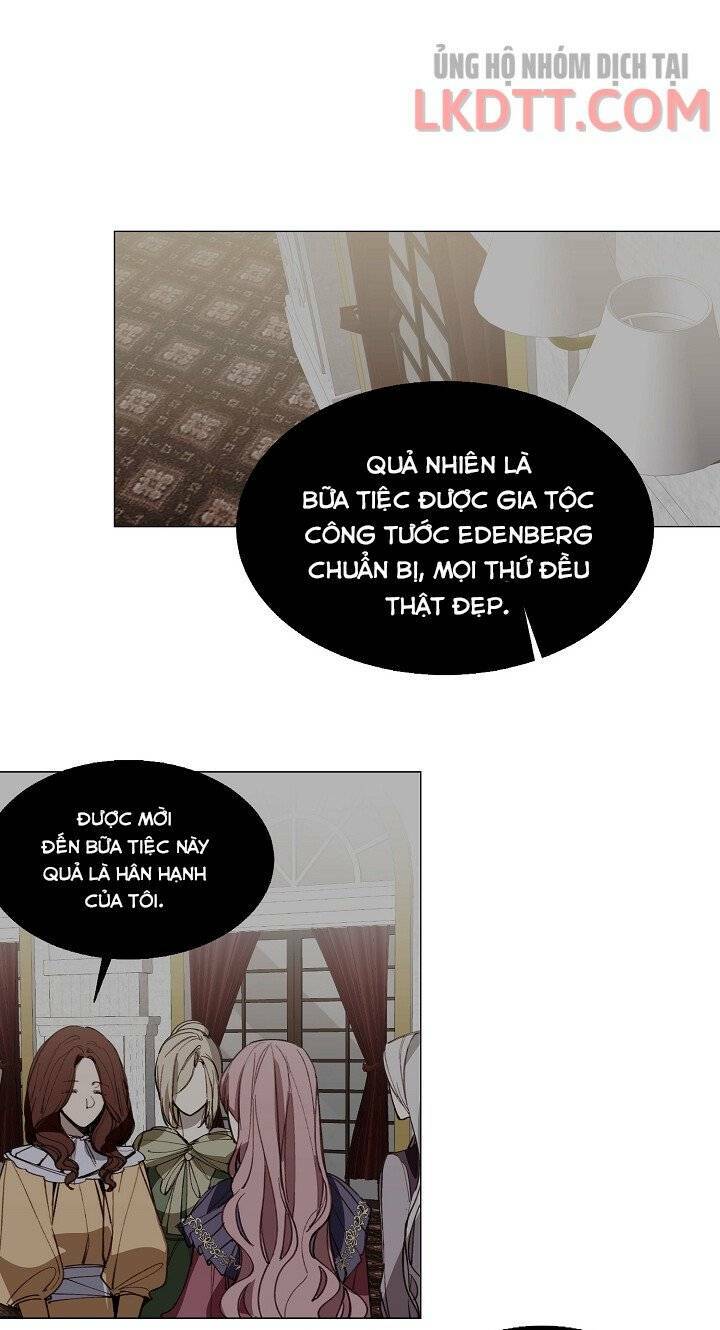 ỦNG HỘ NHÓM DỊCH TẠI
LKDTT.COM
QUẢ NHIÊN LÀ
BỮA TIỆC ĐƯỢC GIA TỘC
CÔNG TƯỚC EDENBERG
CHUẨN BỊ, MỌI THỨ ĐỀU
THẬT ĐẸP.
ĐƯỢC MỜI
ĐẾN BỮA TIỆC NÀY
QUẢ LÀ HÂN HẠNH
CỦA TÔI.